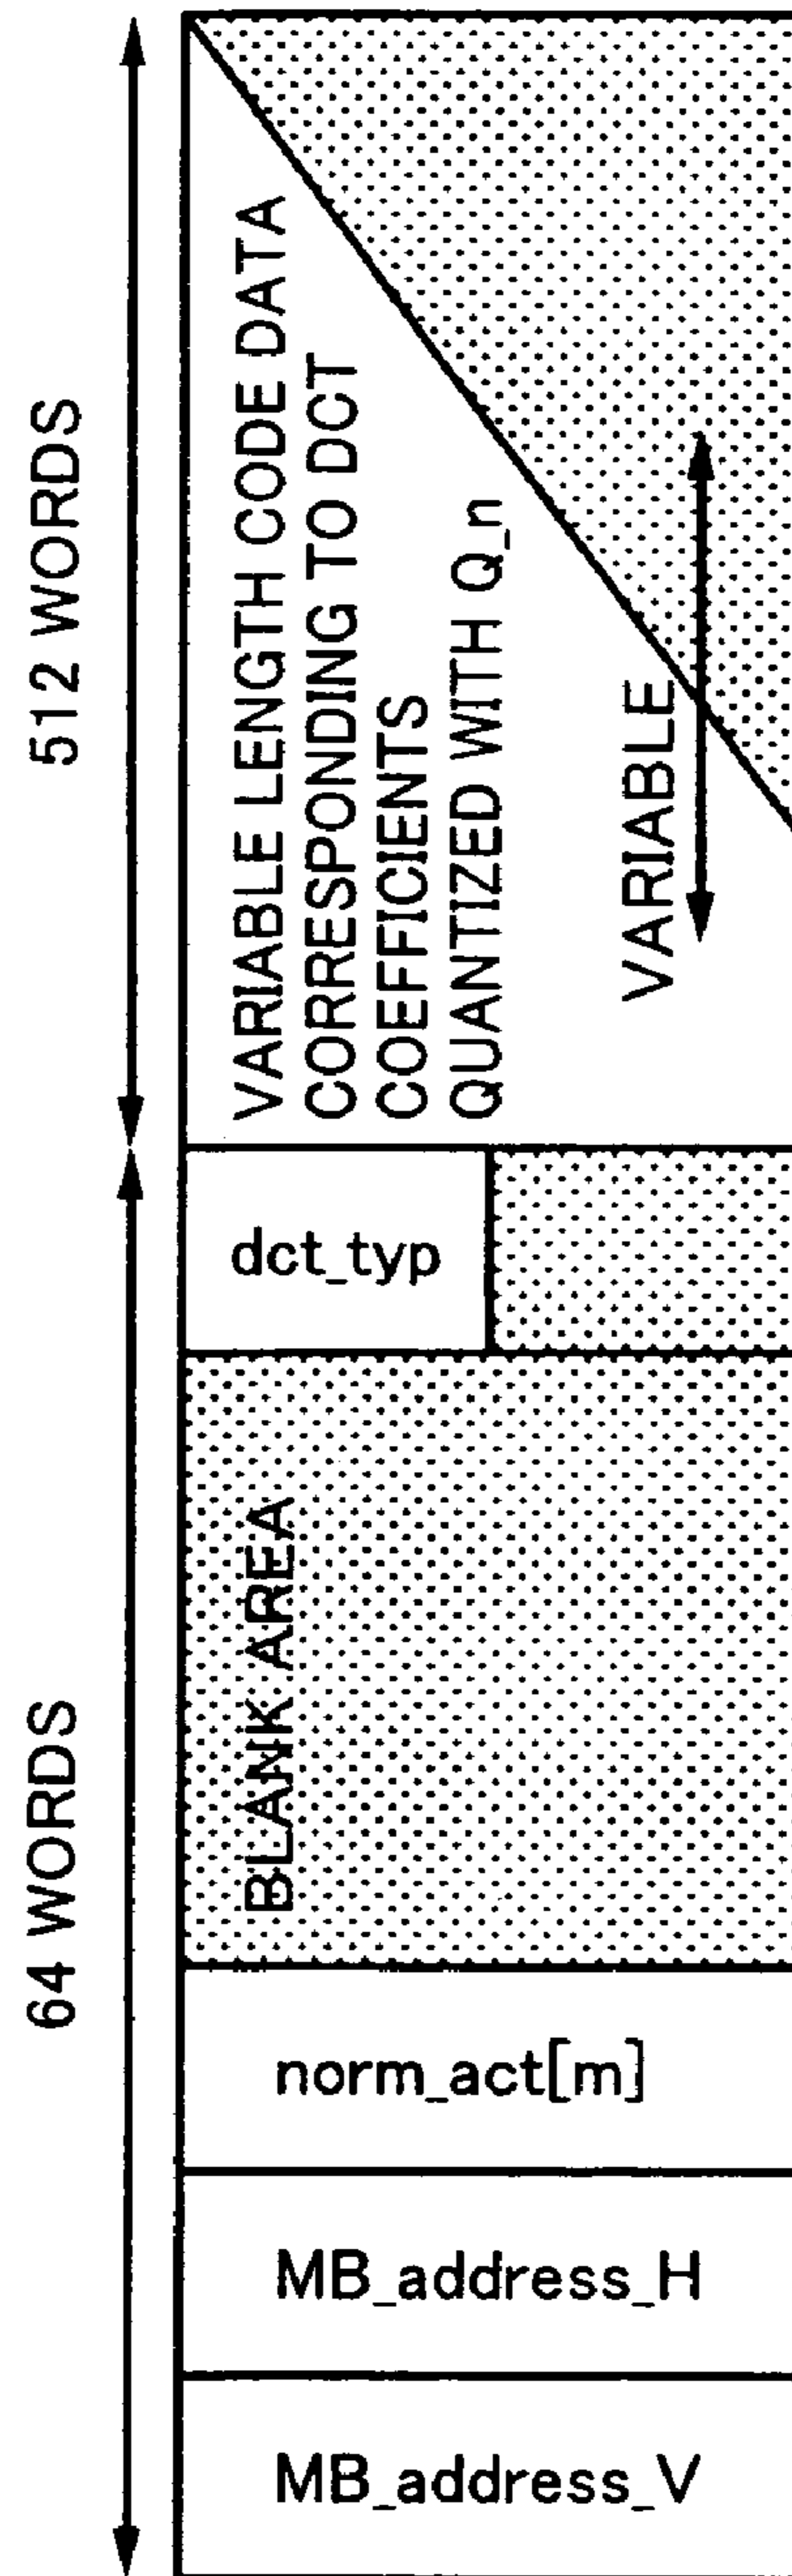 512 WORDS
VARIABLE LENGTH CODE DATA
CORRESPONDING TO DCT
COEFFICIENTS
QUANTIZED WITH Q_n
VARIABLE
64 WORDS
dct_typ
BLANK AREA
norm_act[m]
MB_address_H
MB_address_V